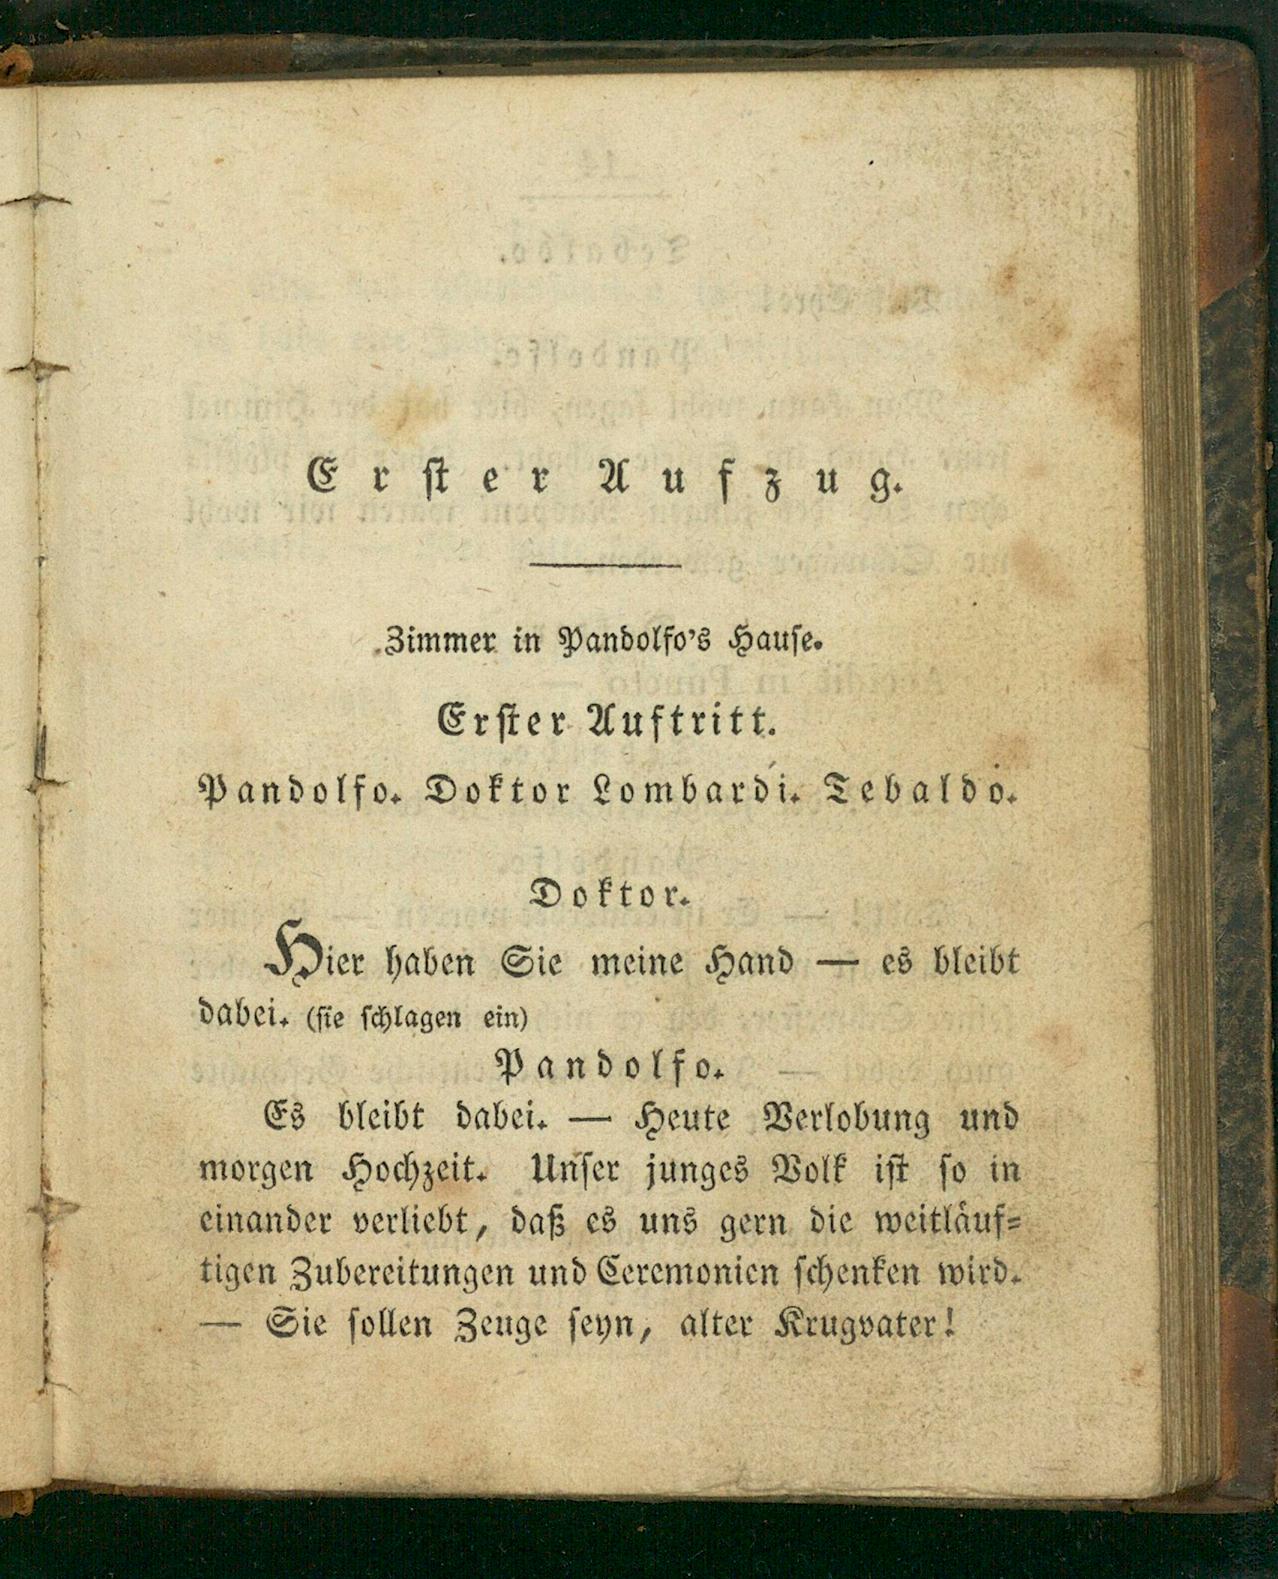 Erster Aufzug.
Zimmer in Pandolfo's Hause.
Erster Auftritt.
Pandolfo. Doktor Lombardi. Tebaldo.
Doktor.
Hier haben Sie meine Hand — es bleibt
dabei. (sie schlagen ein)
Pandolfo.
Es bleibt dabei. — Heute Verlobung und
morgen Hochzeit. Unser junges Volk ist so in
einander verliebt, daß es uns gern die weitläuf-
tigen Zubereitungen und Ceremonien schenken wird.
— Sie sollen Zeuge seyn, alter Krugvater!